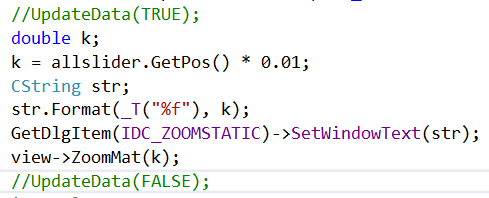 //UpdateData(TRUE);
double k;
k = allslider.GetPos() * 0.01;
CString str;
str.Format(_T("%f"), k);
GetDlgItem(IDC_ZOOMSTATIC)->SetWindowText(str);
view->ZoomMat(k);
//UpdateData(FALSE);